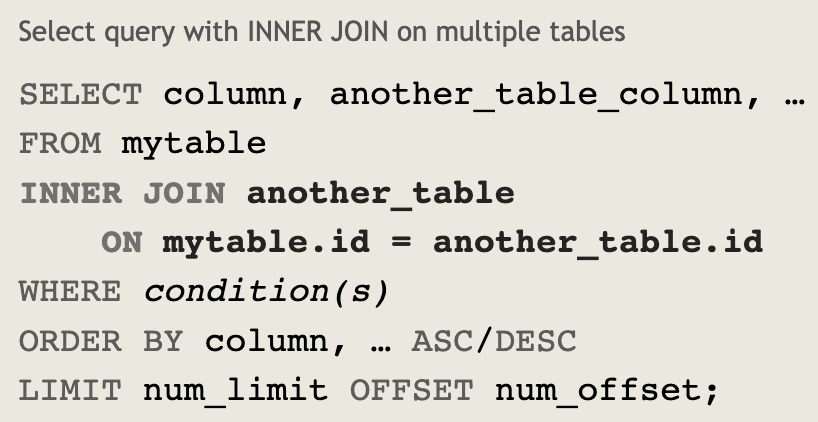 Select query with INNER JOIN on multiple tables
SELECT column, another_table_column, …
FROM mytable
INNER JOIN another_table
    ON mytable.id = another_table.id
WHERE condition(s)
ORDER BY column, … ASC/DESC
LIMIT num_limit OFFSET num_offset;